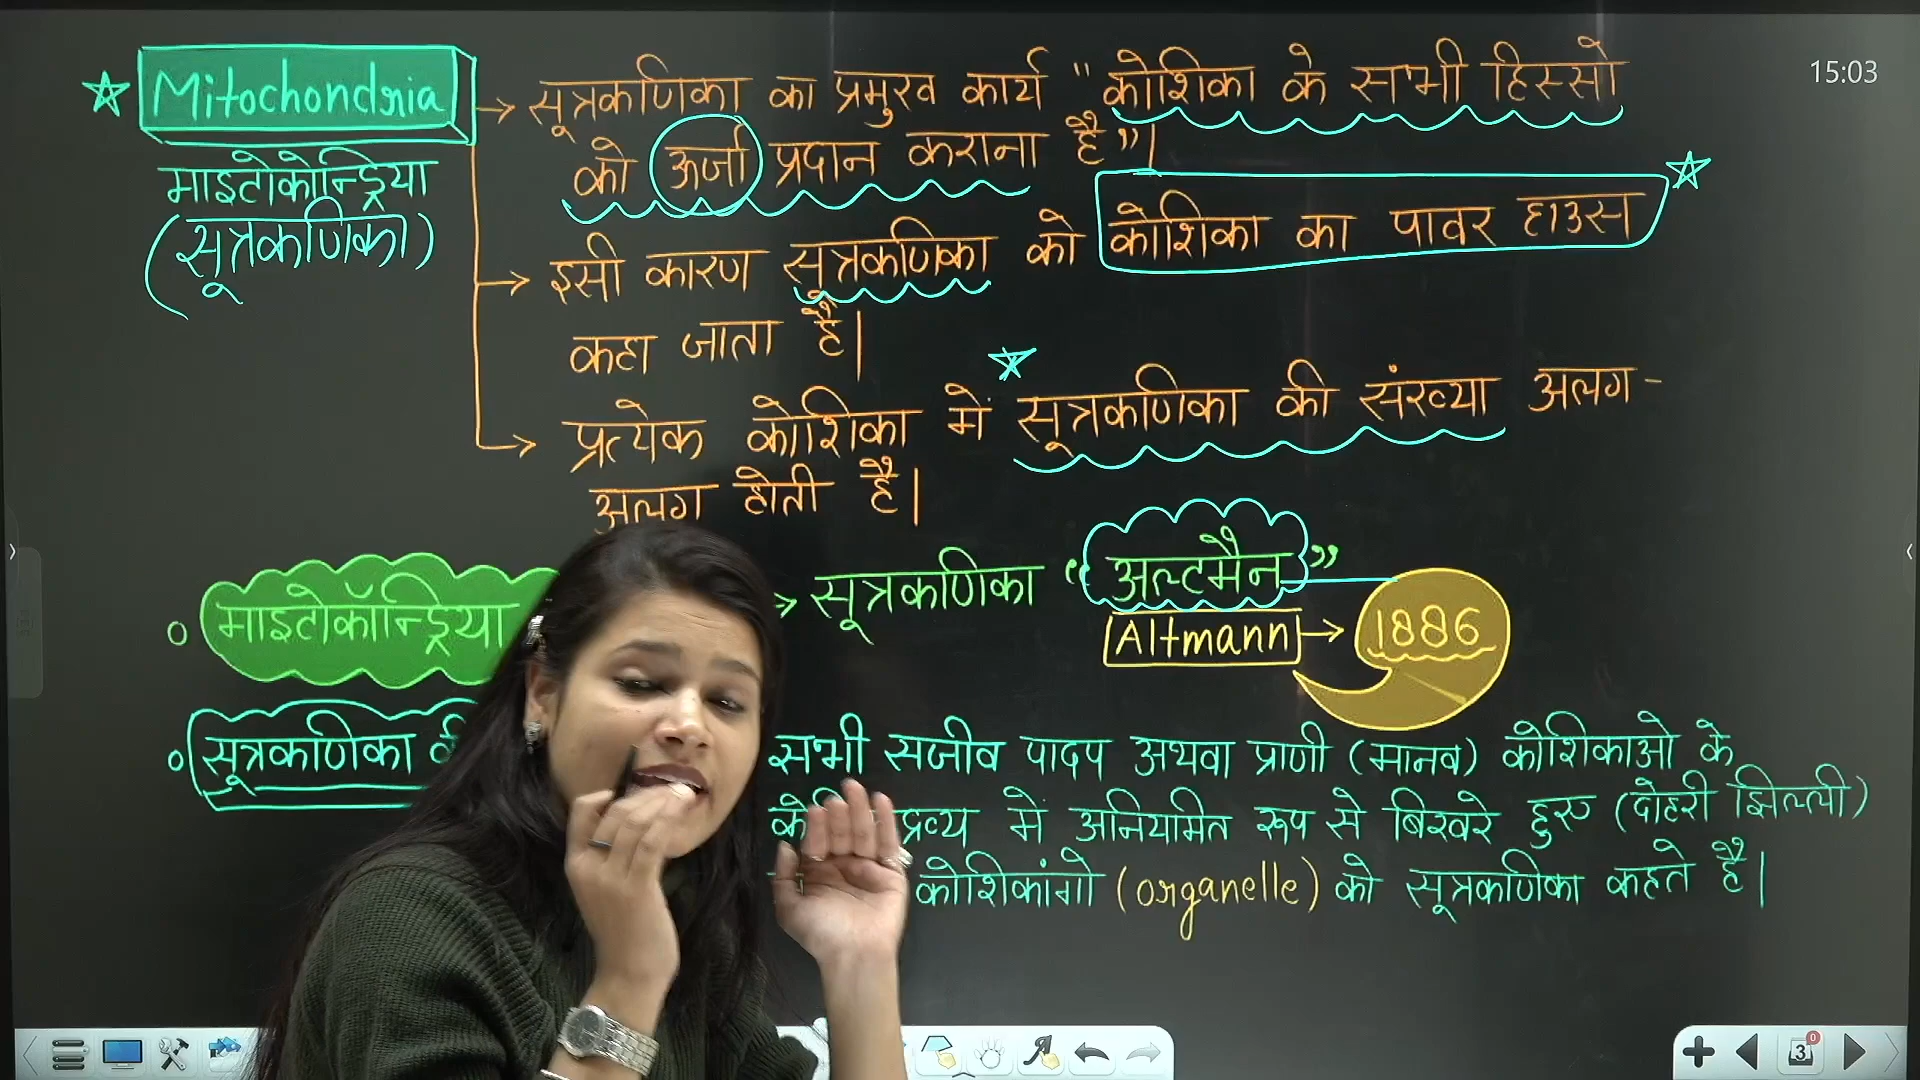 Mitochondria
माइटोकोन्ड्रिया
(सूत्रकणिका)
15:03
→ सूत्रकणिका का प्रमुख कार्य "कोशिका के सभी हिस्सो
को ऊर्जा प्रदान कराना है"|
→ इसी कारण सूत्रकणिका को कोशिका का पावर हाउस
कहा जाता है|
→ प्रत्येक कोशिका में सूत्रकणिका की संख्या अलग-
अलग होती है|
माइटोकॉन्ड्रिया → सूत्रकणिका "अल्टमैन"
Altmann → 1886
सूत्रकणिका सभी सजीव पादप अथवा प्राणी (मानव) कोशिकाओ के
में अनियमित रूप से बिखरे हुए (दोहरी झिल्ली)
कोशिकांगो (organelle) को सूत्रकणिका कहते है|
3
0